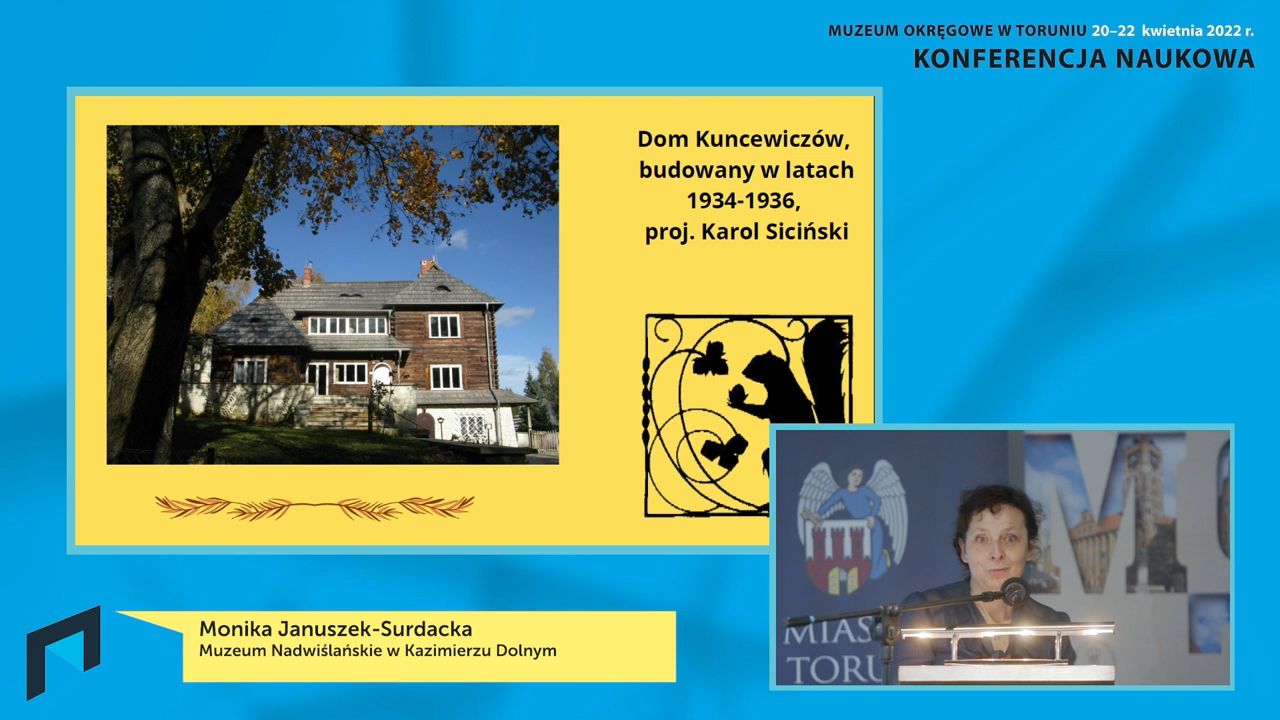 MUZEUM OKRĘGOWE W TORUNIU 20–22 kwietnia 2022 r.
KONFERENCJA NAUKOWA
Dom Kuncewiczów,
budowany w latach
1934-1936,
proj. Karol Siciński
Monika Januszek-Surdacka
Muzeum Nadwiślańskie w Kazimierzu Dolnym
MIAS
TORU